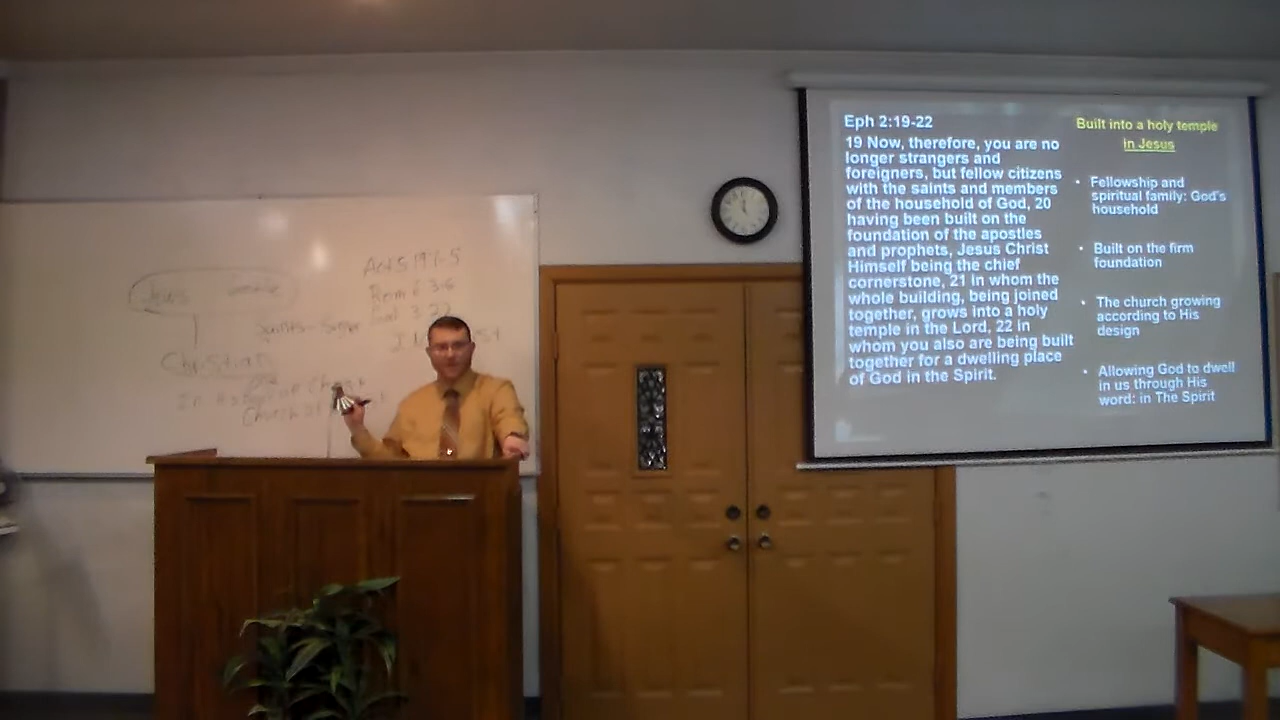 Jews
Christian
Acts 19:1-5
Rom 6:3-6
Gal 3:27
Church of
Eph 2:19-22
19 Now, therefore, you are no
longer strangers and
foreigners, but fellow citizens
with the saints and members
of the household of God, 20
having been built on the
foundation of the apostles
and prophets, Jesus Christ
Himself being the chief
cornerstone, 21 in whom the
whole building, being joined
together, grows into a holy
temple in the Lord, 22 in
whom you also are being built
together for a dwelling place
of God in the Spirit.
Built into a holy temple
in Jesus
• Fellowship and
spiritual family: God's
household
• Built on the firm
foundation
• The church growing
according to His
design
• Allowing God to dwell
in us through His
word: in The Spirit